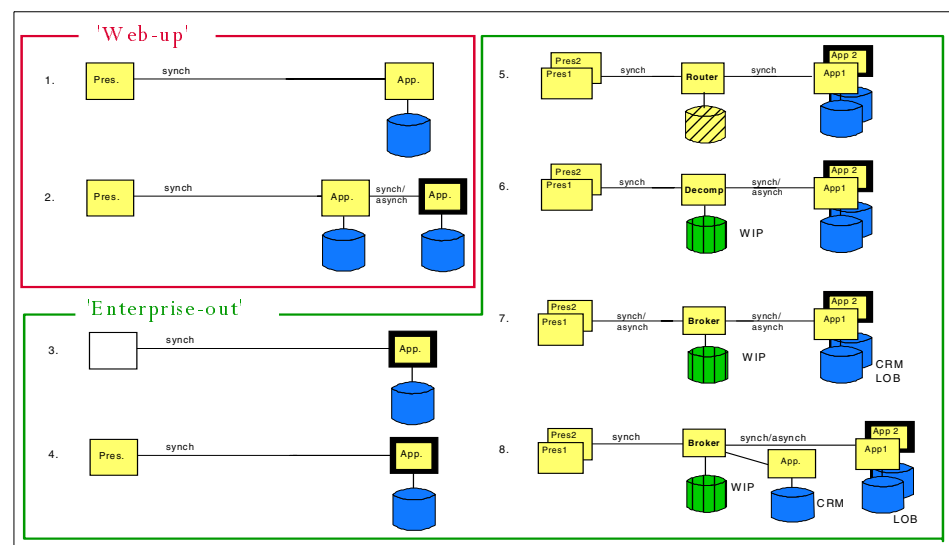 'Web-up'
1.
Pres.
synch
App.
2.
Pres.
synch
App.
synch/
asynch
App.
'Enterprise-out'
3.
synch
App.
4.
Pres.
synch
App.
5.
Pres2
Pres1
synch
Router
synch
App 2
App1
6.
Pres2
Pres1
synch
Decomp
synch/
asynch
App 2
App1
WIP
7.
Pres2
Pres1
synch/
asynch
Broker
synch/
asynch
App 2
App1
WIP
CRM
LOB
8.
Pres2
Pres1
synch
Broker
synch/asynch
App 2
App1
App.
WIP
CRM
LOB